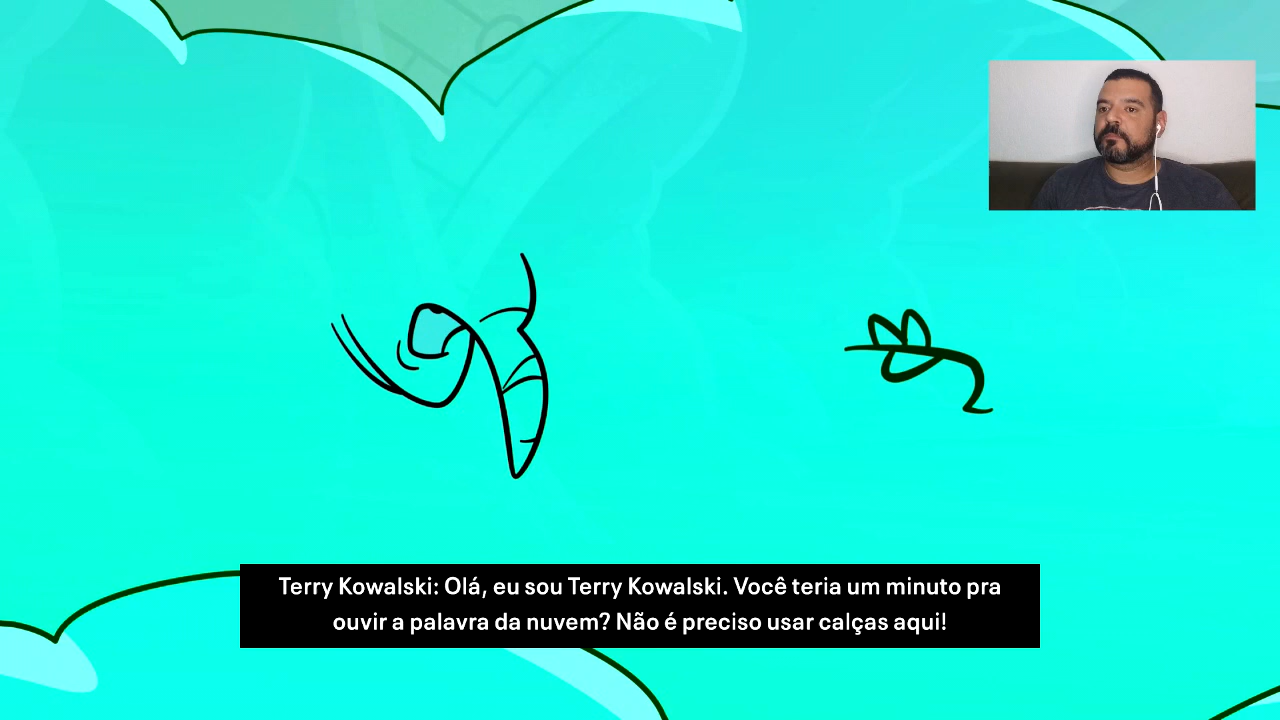 Terry Kowalski: Olá, eu sou Terry Kowalski. Você teria um minuto pra
ouvir a palavra da nuvem? Não é preciso usar calças aqui!